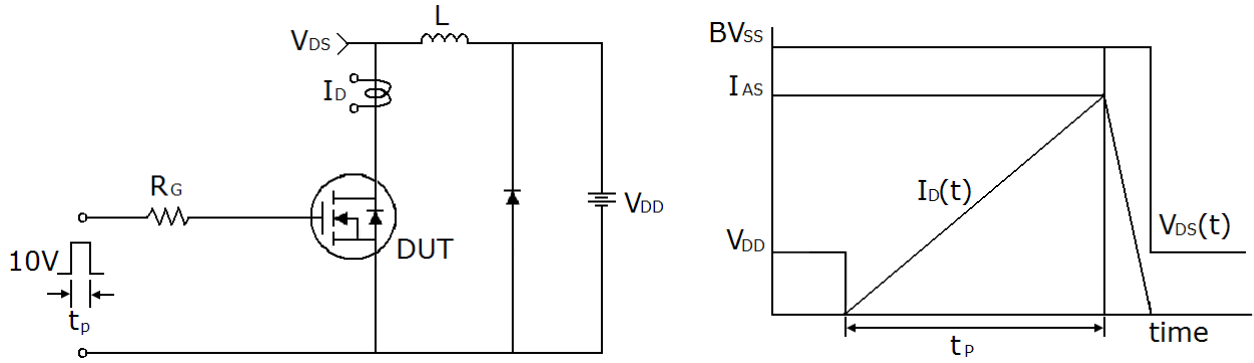 L
VDS
ID
RG
VDD
DUT
10V
tp
BVSS
IAS
ID(t)
VDD
VDS(t)
tP
time